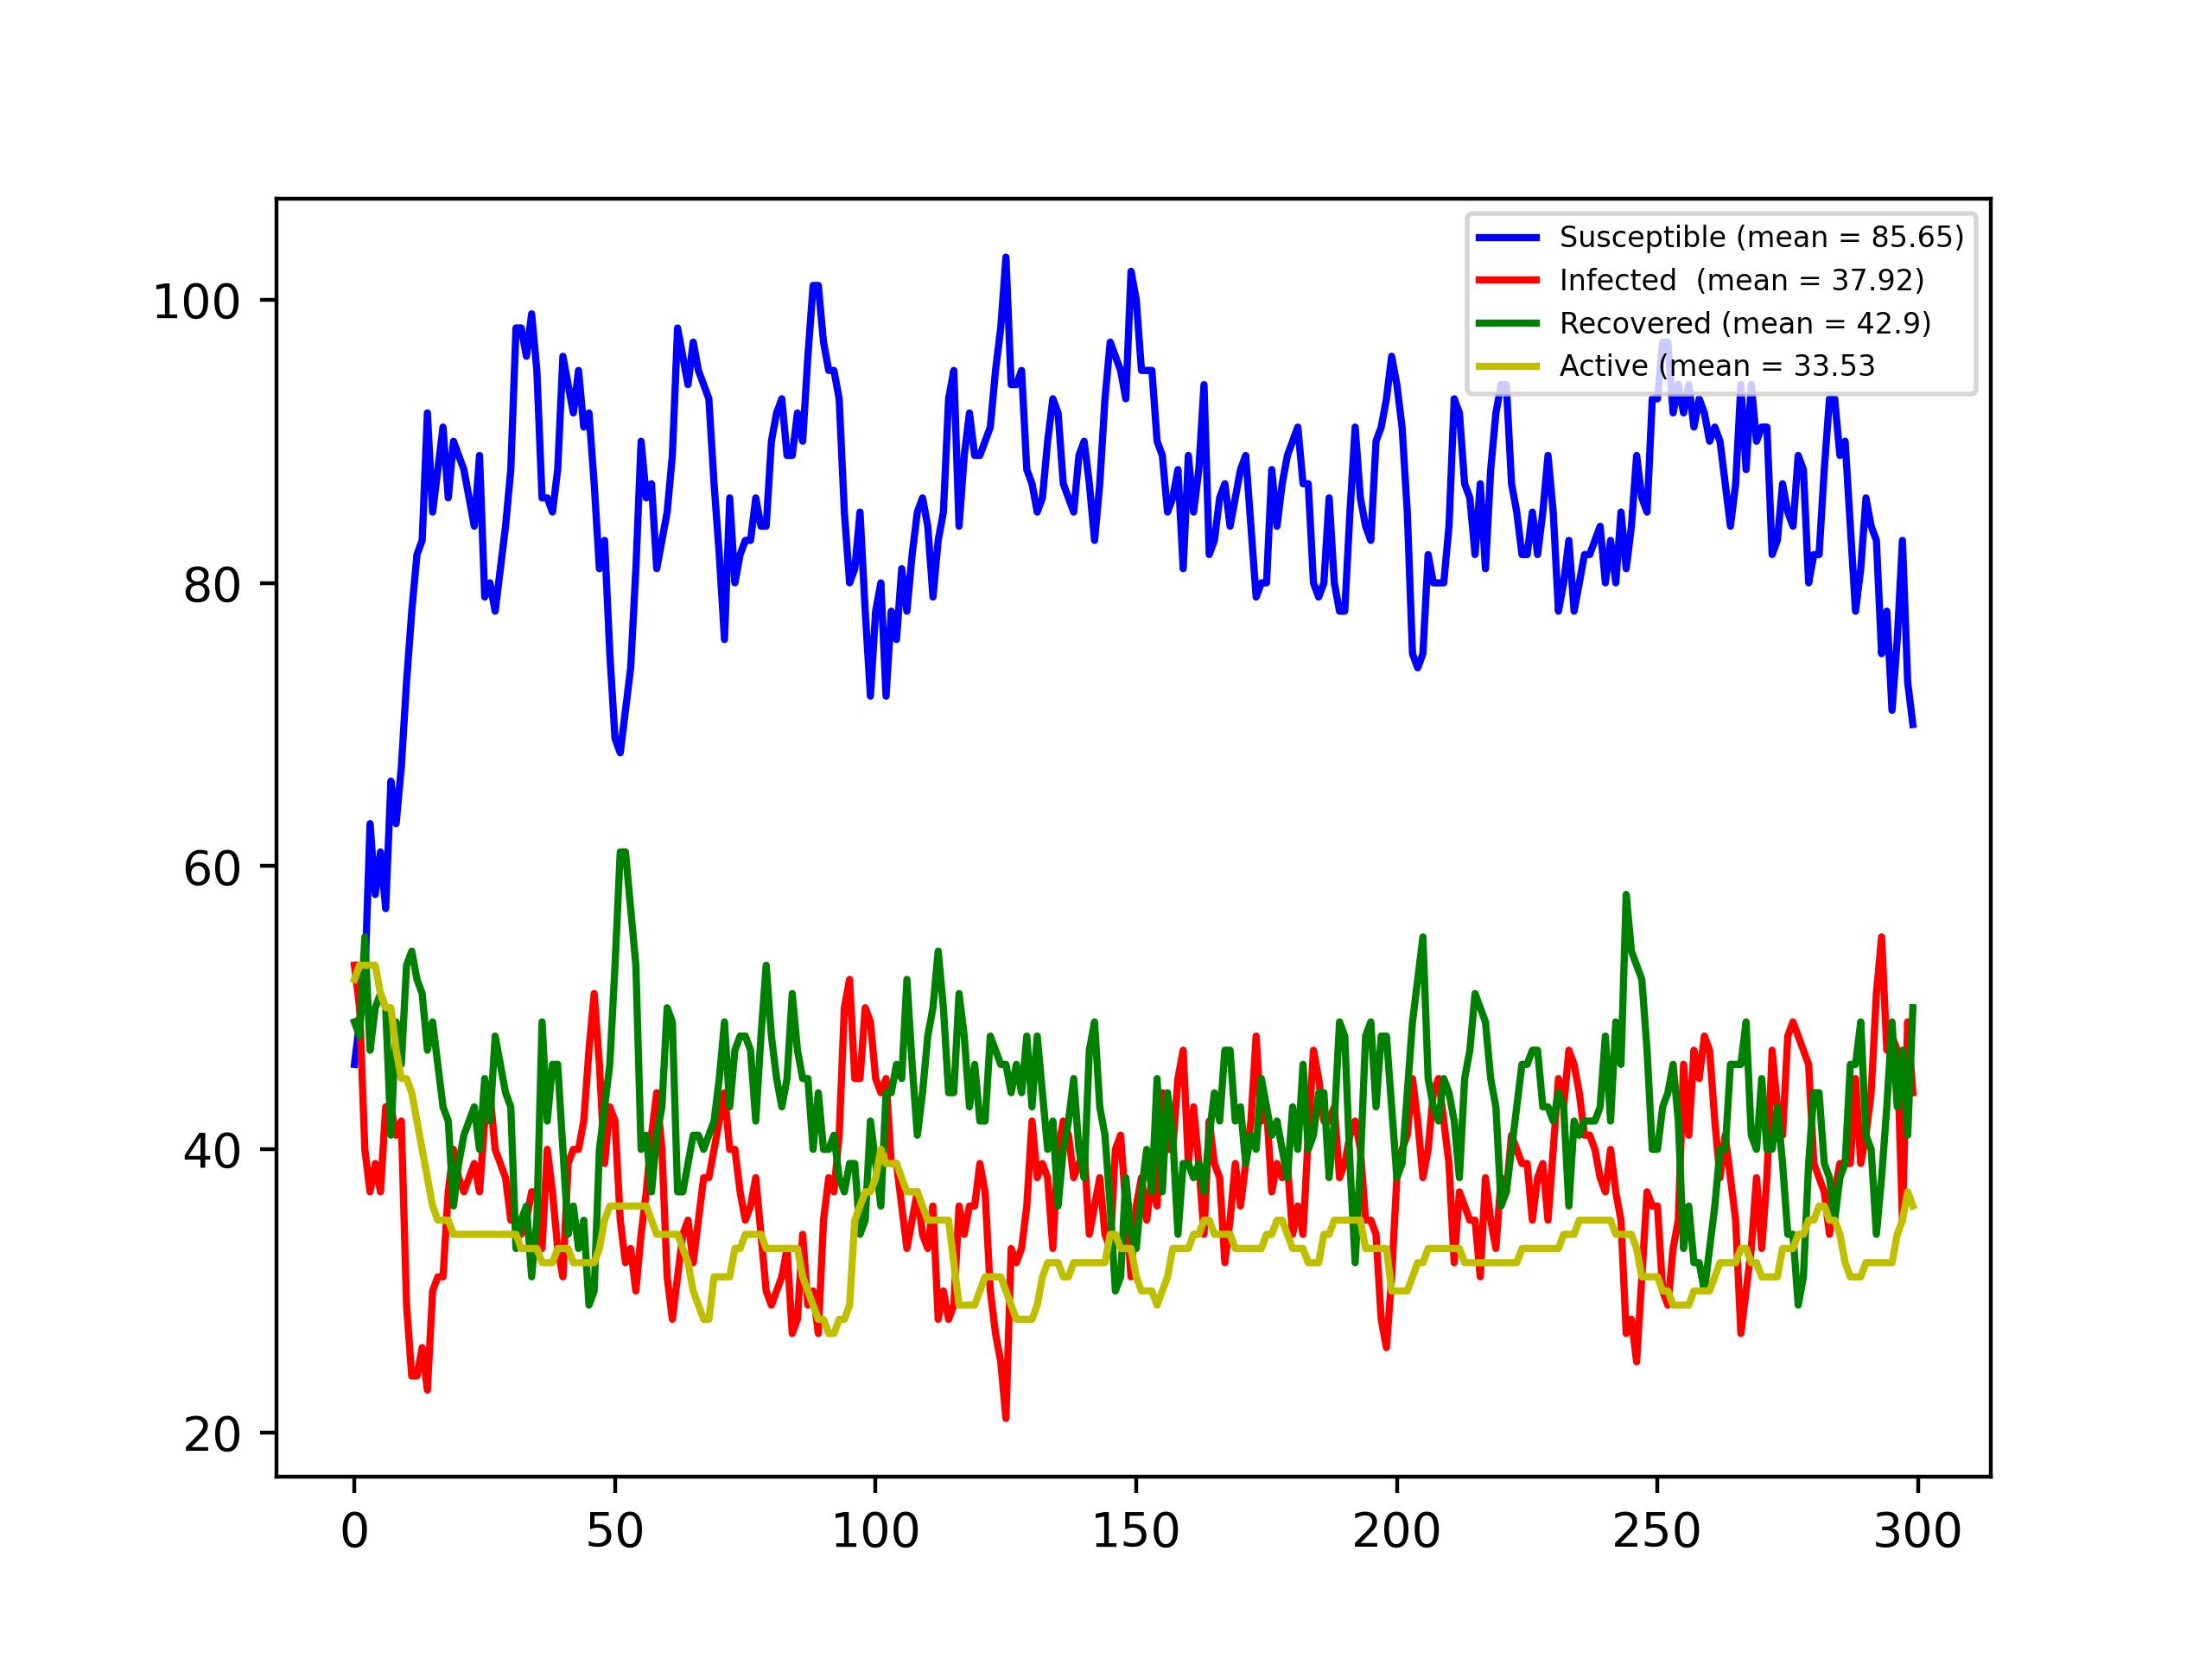 Susceptible (mean = 85.65)
Infected  (mean = 37.92)
Recovered (mean = 42.9)
Active (mean = 33.53
100
80
60
40
20
0 50 100 150 200 250 300